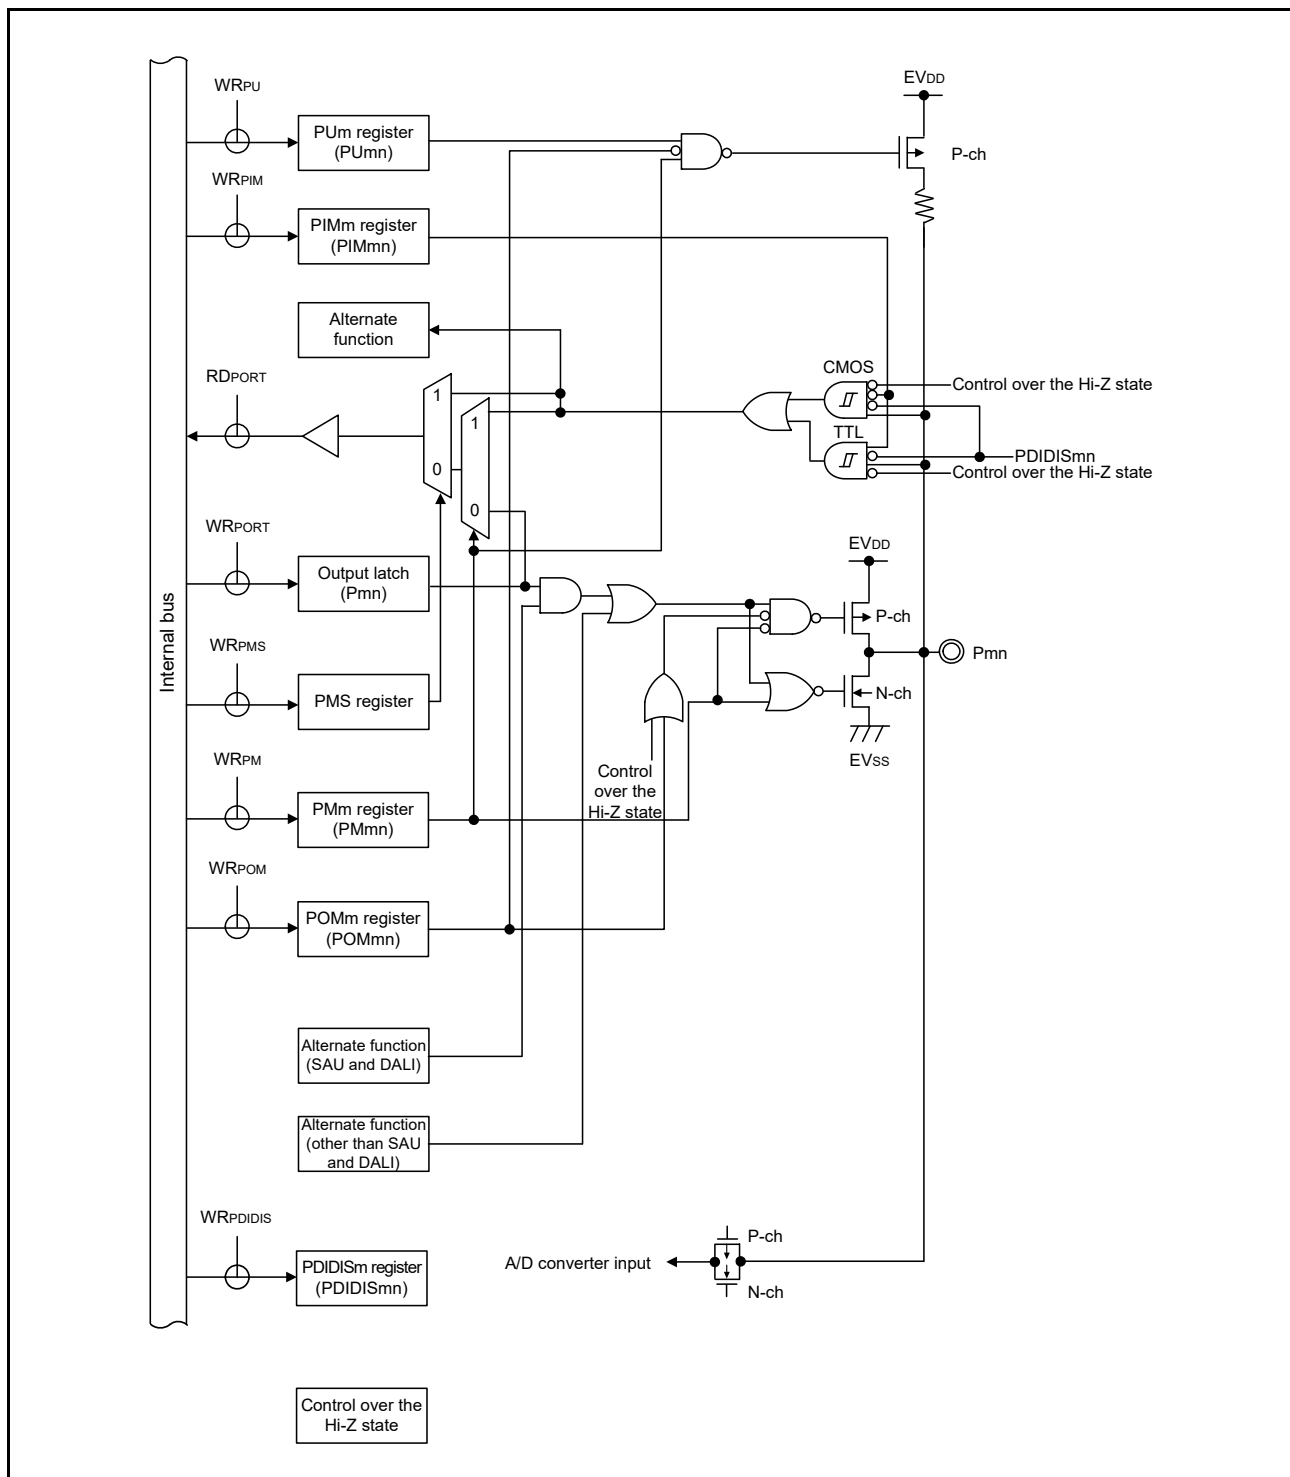 WRPU
EVDD
PUm register
(PUmn)
P-ch
WRPIM
PIMm register
(PIMmn)
Alternate
function
CMOS
RDPORT
1
Control over the Hi-Z state
1
TTL
0
PDIDISmn
Control over the Hi-Z state
0
WRPORT
EVDD
Output latch
(Pmn)
P-ch
Internal bus
WRPMS
Pmn
PMS register
N-ch
EVSS
WRPM
Control
over the
Hi-Z state
PMm register
(PMmn)
WRPOM
POMm register
(POMmn)
Alternate function
(SAU and DALI)
Alternate function
(other than SAU
and DALI)
WRPDIDIS
P-ch
A/D converter input
PDIDISm register
(PDIDISmn)
N-ch
Control over the
Hi-Z state